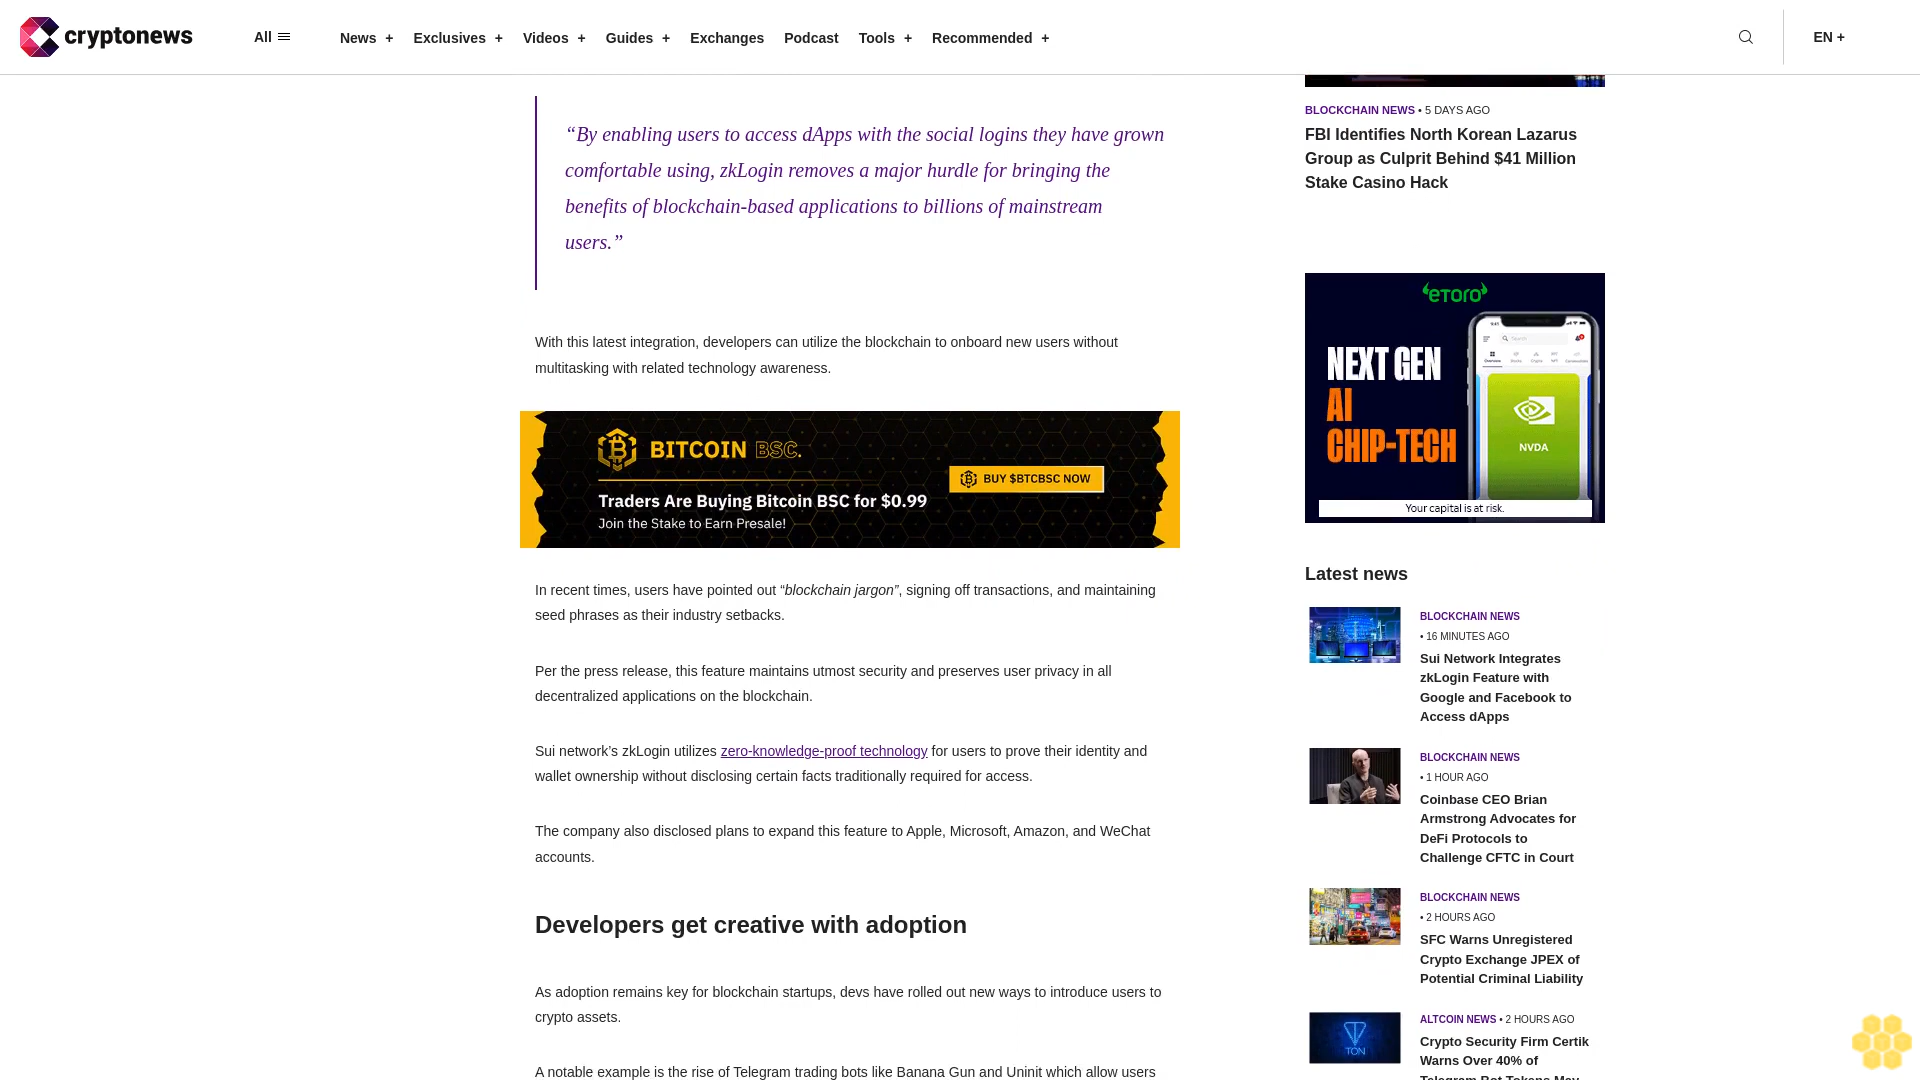 cryptonews
All
News +
Exclusives +
Videos +
Guides +
Exchanges
Podcast
Tools +
Recommended +
EN +
“By enabling users to access dApps with the social logins they have grown
comfortable using, zkLogin removes a major hurdle for bringing the
benefits of blockchain-based applications to billions of mainstream
users.”
With this latest integration, developers can utilize the blockchain to onboard new users without
multitasking with related technology awareness.
BITCOIN BSC.
Traders Are Buying Bitcoin BSC for $0.99
Join the Stake to Earn Presale!
BUY $BTCBSC NOW
In recent times, users have pointed out “blockchain jargon”, signing off transactions, and maintaining
seed phrases as their industry setbacks.
Per the press release, this feature maintains utmost security and preserves user privacy in all
decentralized applications on the blockchain.
Sui network’s zkLogin utilizes zero-knowledge-proof technology for users to prove their identity and
wallet ownership without disclosing certain facts traditionally required for access.
The company also disclosed plans to expand this feature to Apple, Microsoft, Amazon, and WeChat
accounts.
Developers get creative with adoption
As adoption remains key for blockchain startups, devs have rolled out new ways to introduce users to
crypto assets.
A notable example is the rise of Telegram trading bots like Banana Gun and Uninit which allow users
BLOCKCHAIN NEWS • 5 DAYS AGO
FBI Identifies North Korean Lazarus
Group as Culprit Behind $41 Million
Stake Casino Hack
eToro
NEXT GEN
AI
CHIP-TECH
9:41
Search
NVDA
Your capital is at risk.
Latest news
BLOCKCHAIN NEWS
• 16 MINUTES AGO
Sui Network Integrates
zkLogin Feature with
Google and Facebook to
Access dApps
BLOCKCHAIN NEWS
• 1 HOUR AGO
Coinbase CEO Brian
Armstrong Advocates for
DeFi Protocols to
Challenge CFTC in Court
BLOCKCHAIN NEWS
• 2 HOURS AGO
SFC Warns Unregistered
Crypto Exchange JPEX of
Potential Criminal Liability
TON
ALTCOIN NEWS • 2 HOURS AGO
Crypto Security Firm Certik
Warns Over 40% of
Telegram Bot Tokens May